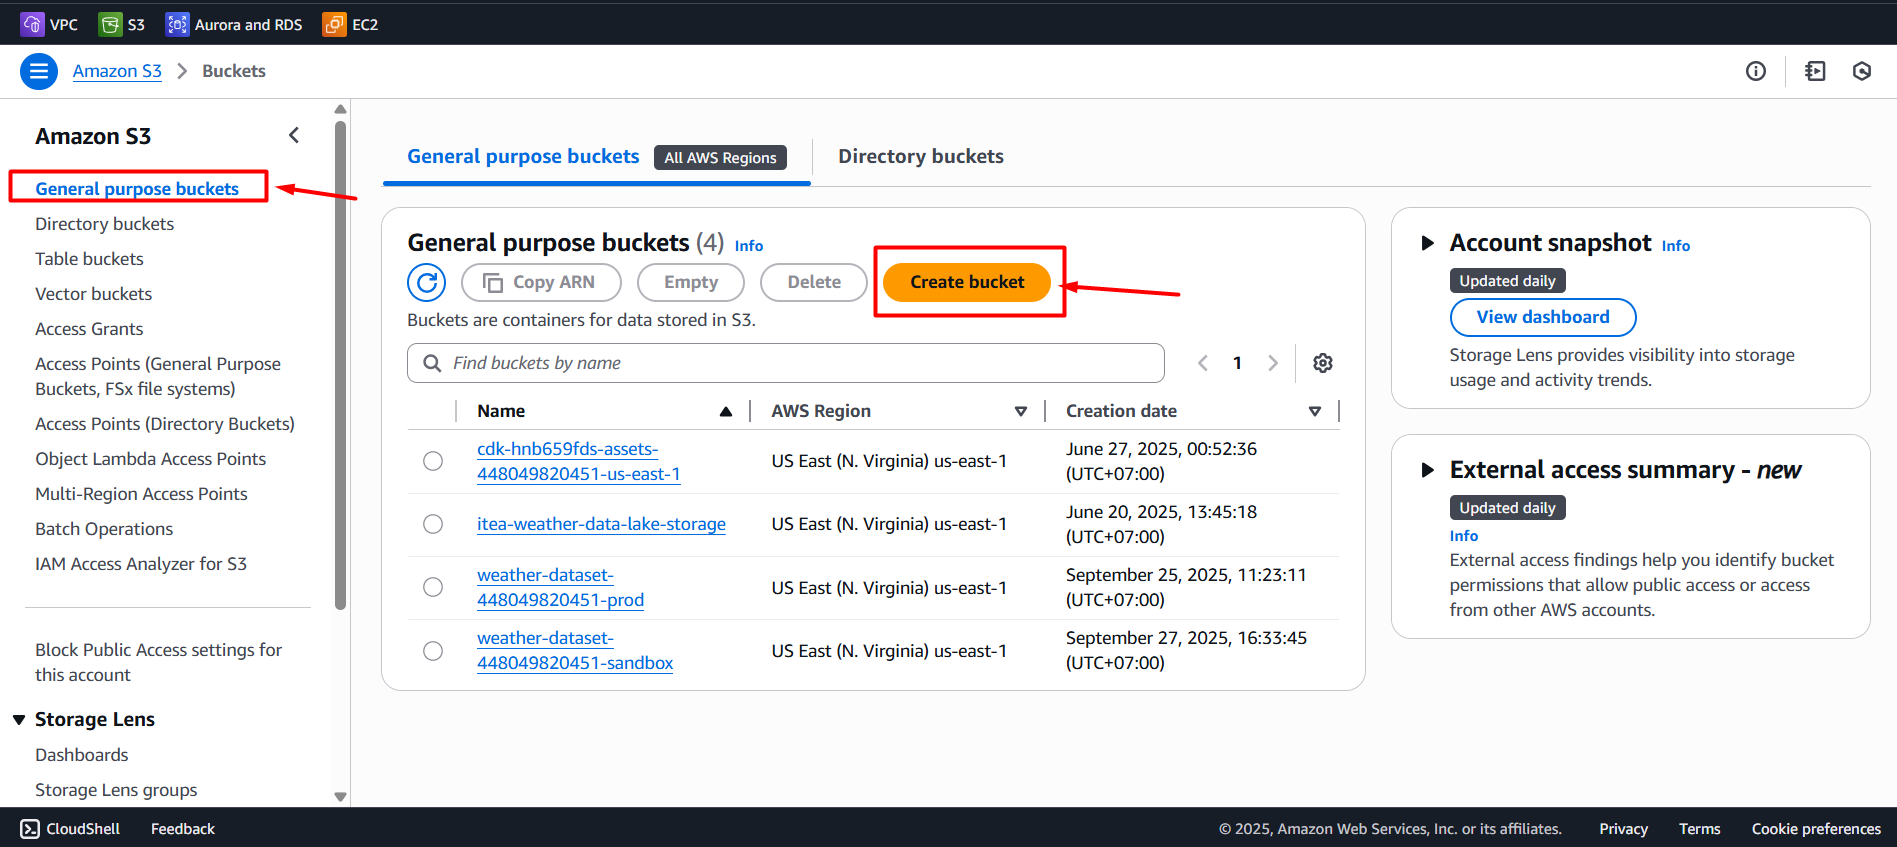 VPC S3 Aurora and RDS EC2
Amazon S3 > Buckets
Amazon S3
General purpose buckets
Directory buckets
Table buckets
Vector buckets
Access Grants
Access Points (General Purpose
Buckets, FSx file systems)
Access Points (Directory Buckets)
Object Lambda Access Points
Multi-Region Access Points
Batch Operations
IAM Access Analyzer for S3
Block Public Access settings for
this account
Storage Lens
Dashboards
Storage Lens groups
General purpose buckets All AWS Regions Directory buckets
General purpose buckets (4) Info
Copy ARN Empty Delete Create bucket
Buckets are containers for data stored in S3.
Find buckets by name 1
Name AWS Region Creation date
cdk-hnb659fds-assets-
448049820451-us-east-1
US East (N. Virginia) us-east-1
June 27, 2025, 00:52:36
(UTC+07:00)
itea-weather-data-lake-storage
US East (N. Virginia) us-east-1
June 20, 2025, 13:45:18
(UTC+07:00)
weather-dataset-
448049820451-prod
US East (N. Virginia) us-east-1
September 25, 2025, 11:23:11
(UTC+07:00)
weather-dataset-
448049820451-sandbox
US East (N. Virginia) us-east-1
September 27, 2025, 16:33:45
(UTC+07:00)
Account snapshot Info
Updated daily
View dashboard
Storage Lens provides visibility into storage
usage and activity trends.
External access summary - new
Updated daily
Info
External access findings help you identify bucket
permissions that allow public access or access
from other AWS accounts.
CloudShell Feedback © 2025, Amazon Web Services, Inc. or its affiliates. Privacy Terms Cookie preferences